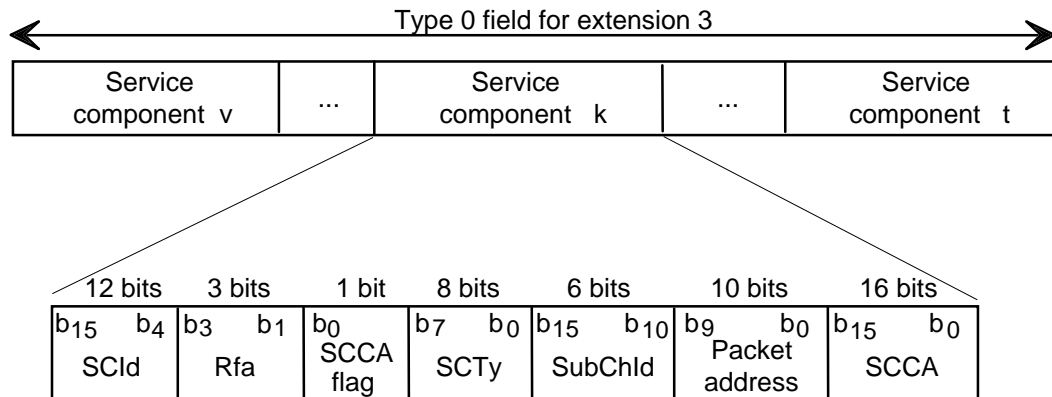 Type 0 field for extension 3
Service component v
...
Service component k
...
Service component t
12 bits 3 bits 1 bit 8 bits 6 bits 10 bits 16 bits
b15 b4 b3 b1 b0 b7 b0 b15 b10 b9 b0 b15 b0
SCId Rfa SCCA flag SCTy SubChId Packet address SCCA